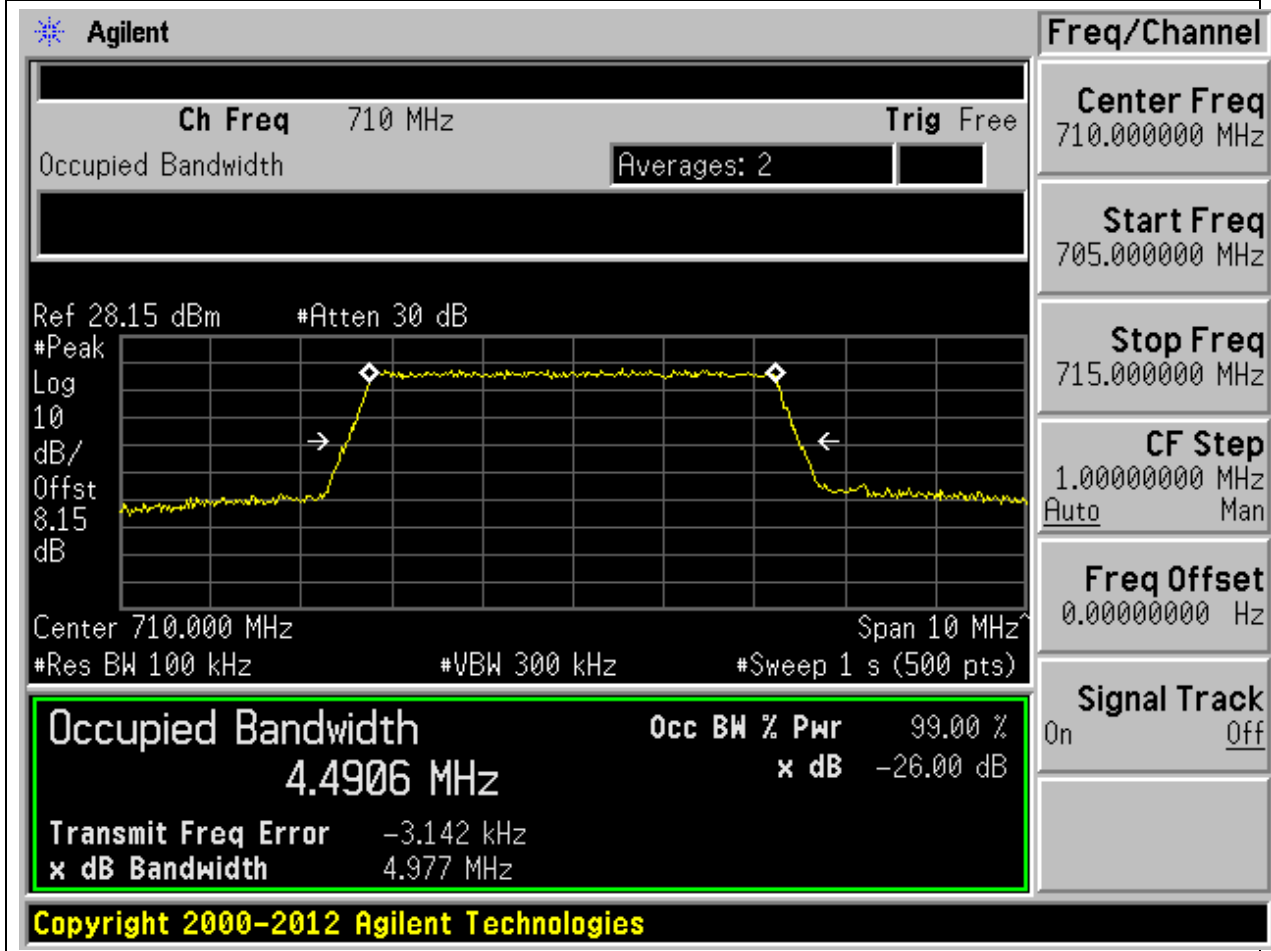 Agilent
Freq/Channel
Ch Freq 710 MHz Trig Free
Occupied Bandwidth Averages: 2
Center Freq
710.000000 MHz
Start Freq
705.000000 MHz
Stop Freq
715.000000 MHz
CF Step
1.00000000 MHz
Auto Man
Freq Offset
0.00000000 Hz
Signal Track
On Off
Ref 28.15 dBm #Atten 30 dB
#Peak
Log
10
dB/
Offst
8.15
dB
Center 710.000 MHz Span 10 MHz^
#Res BW 100 kHz #VBW 300 kHz #Sweep 1 s (500 pts)
Occupied Bandwidth Occ BW % Pwr 99.00 %
4.4906 MHz x dB -26.00 dB
Transmit Freq Error -3.142 kHz
x dB Bandwidth 4.977 MHz
Copyright 2000-2012 Agilent Technologies